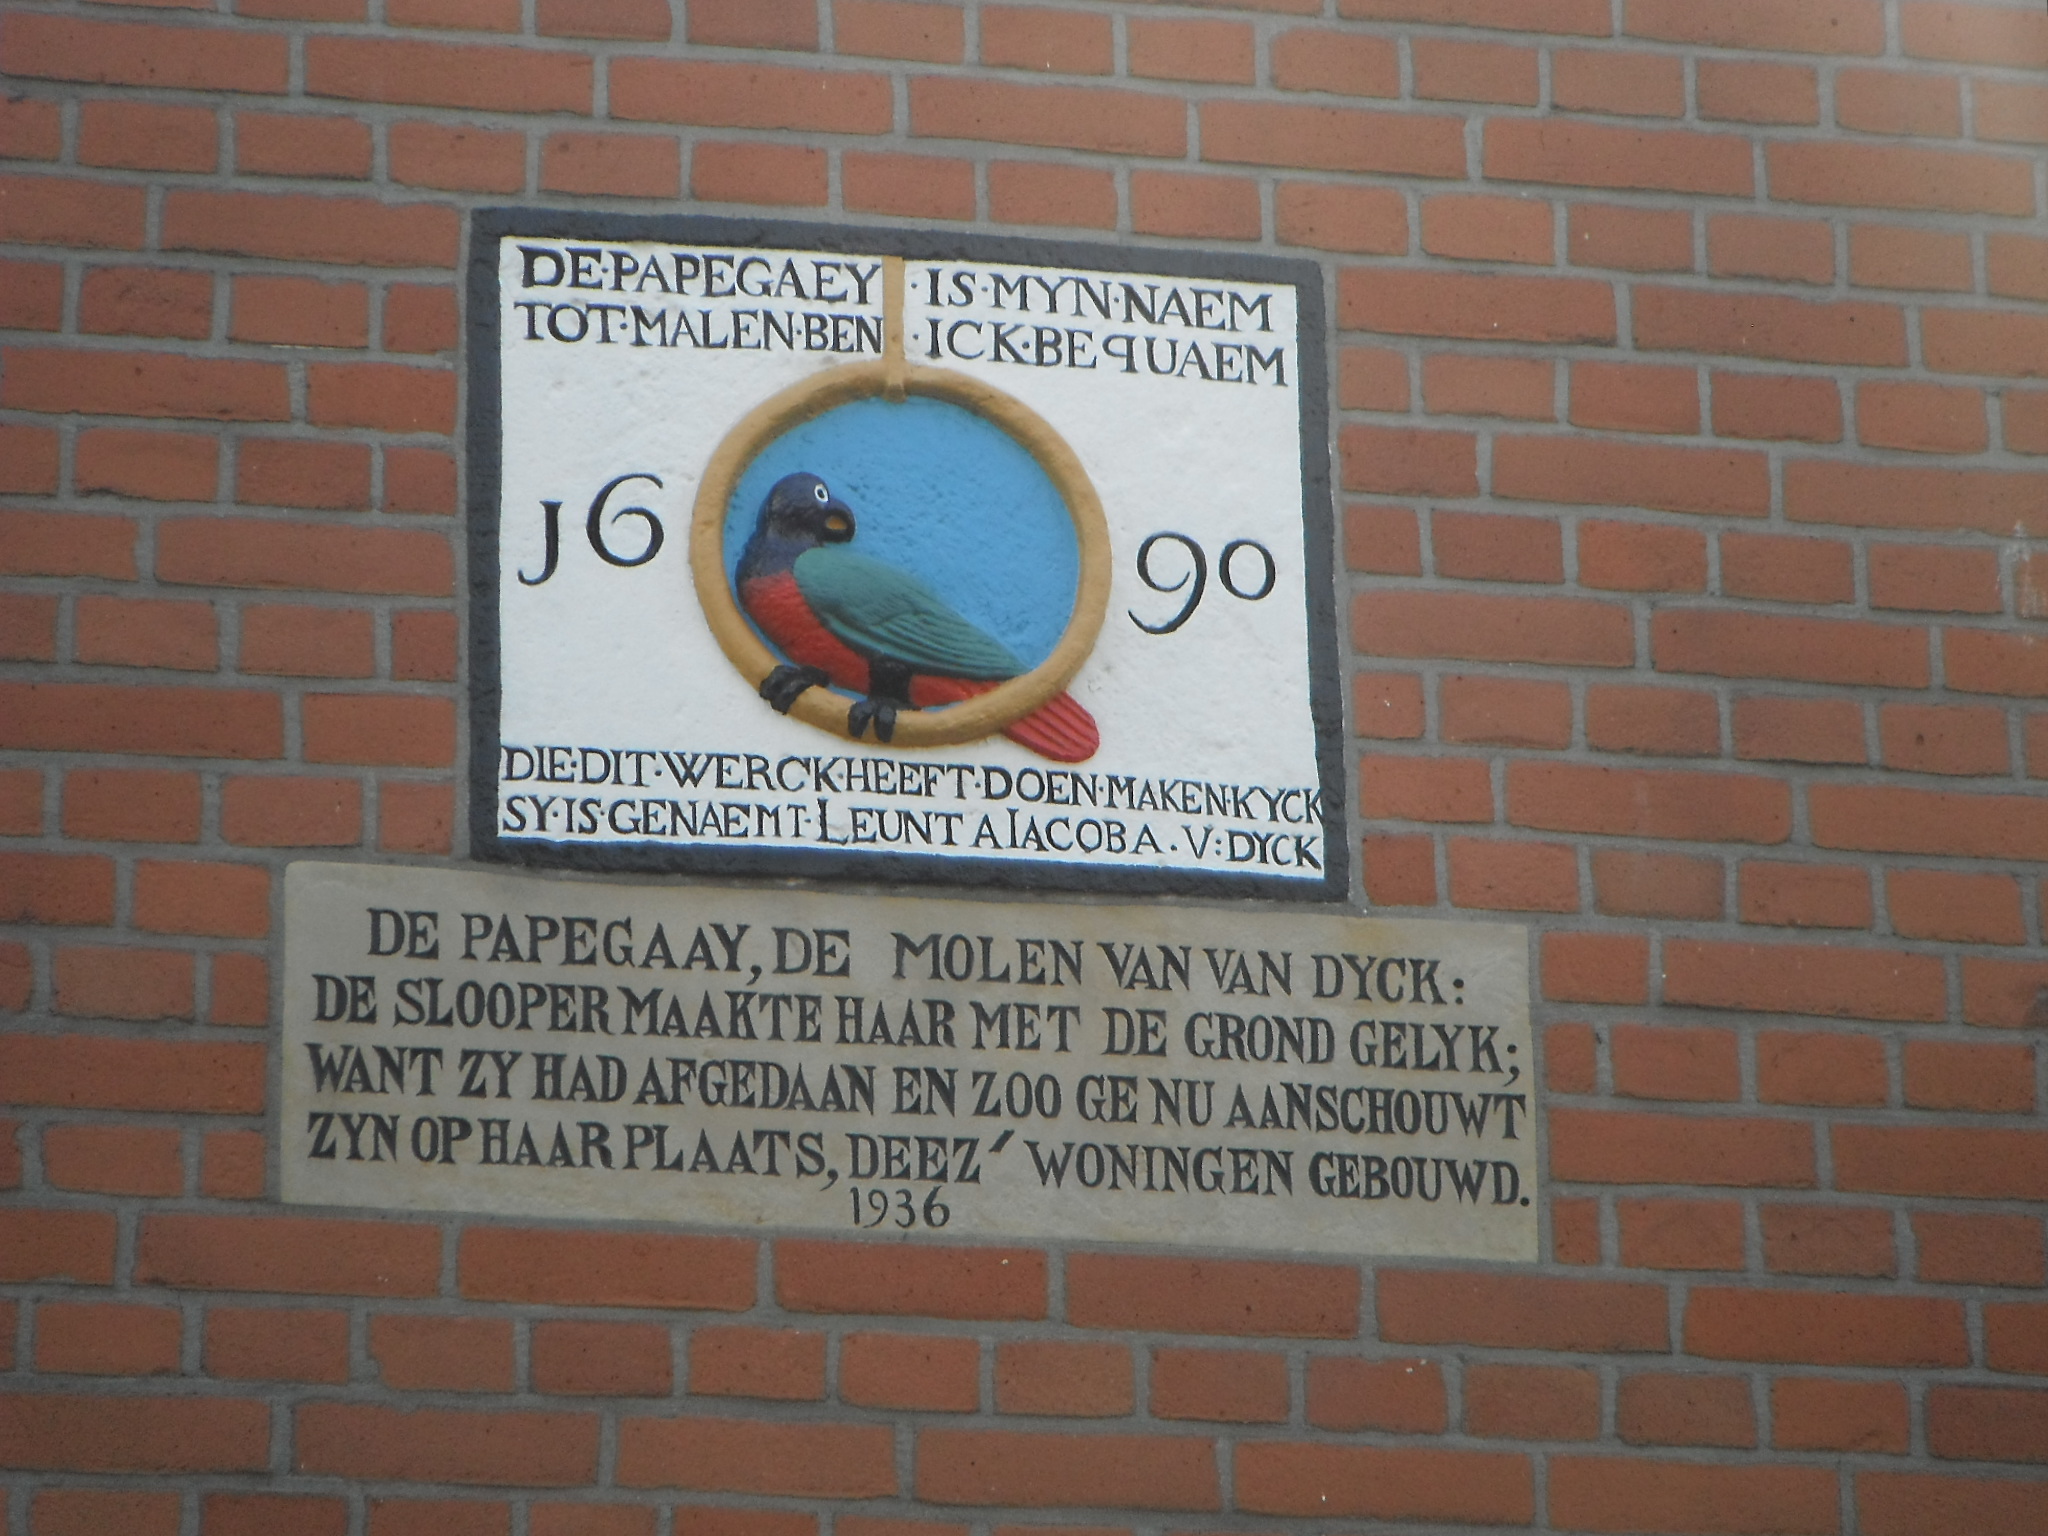 DE·PAPEGAEY·IS·MYN·NAEM
TOT·MALEN·BEN·ICK·BEQUAEM
J6 90
DIE·DIT·WERCK·HEEFT·DOEN·MAKEN·KYCK
SY·IS·GENAEMT·LEUNTA IACOBA·V:DYCK
DE PAPEGAAY, DE MOLEN VAN VAN DYCK:
DE SLOOPER MAAKTE HAAR MET DE GROND GELYK;
WANT ZY HAD AFGEDAAN EN ZOO GE NU AANSCHOUWT
ZYN OP HAAR PLAATS, DEEZ' WONINGEN GEBOUWD.
1936